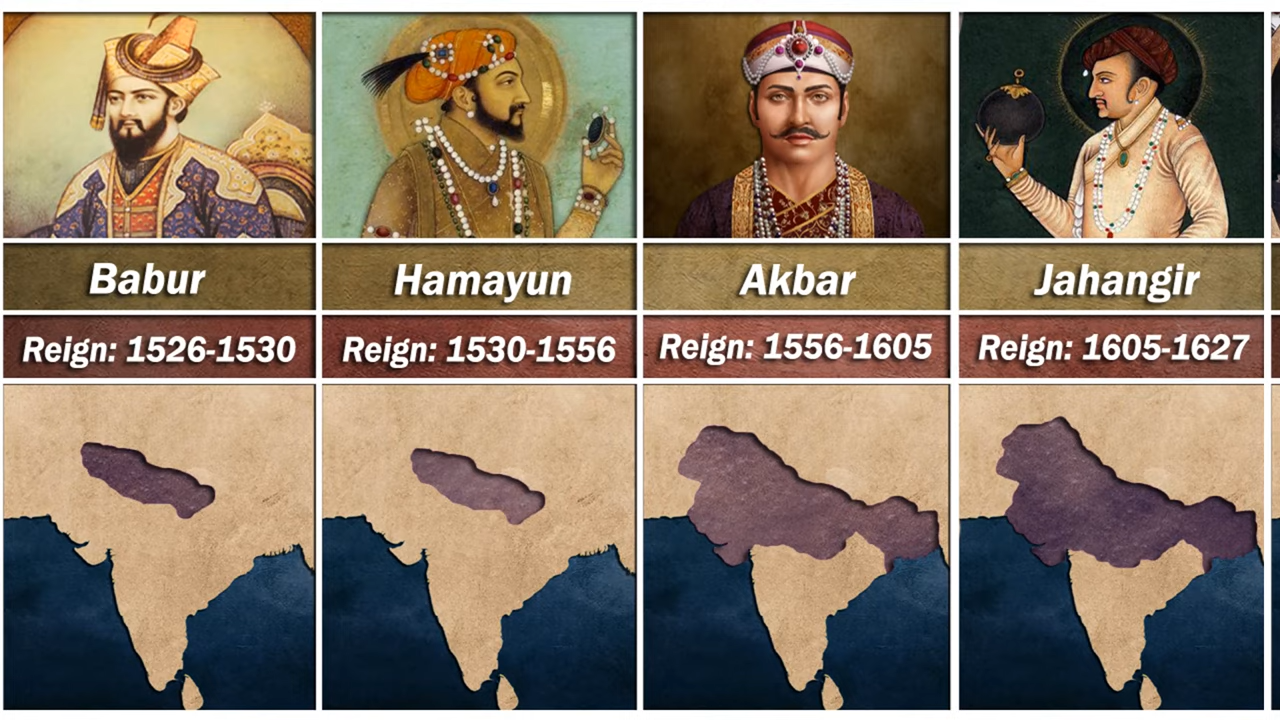 Babur
Hamayun
Akbar
Jahangir
Reign: 1526-1530
Reign: 1530-1556
Reign: 1556-1605
Reign: 1605-1627